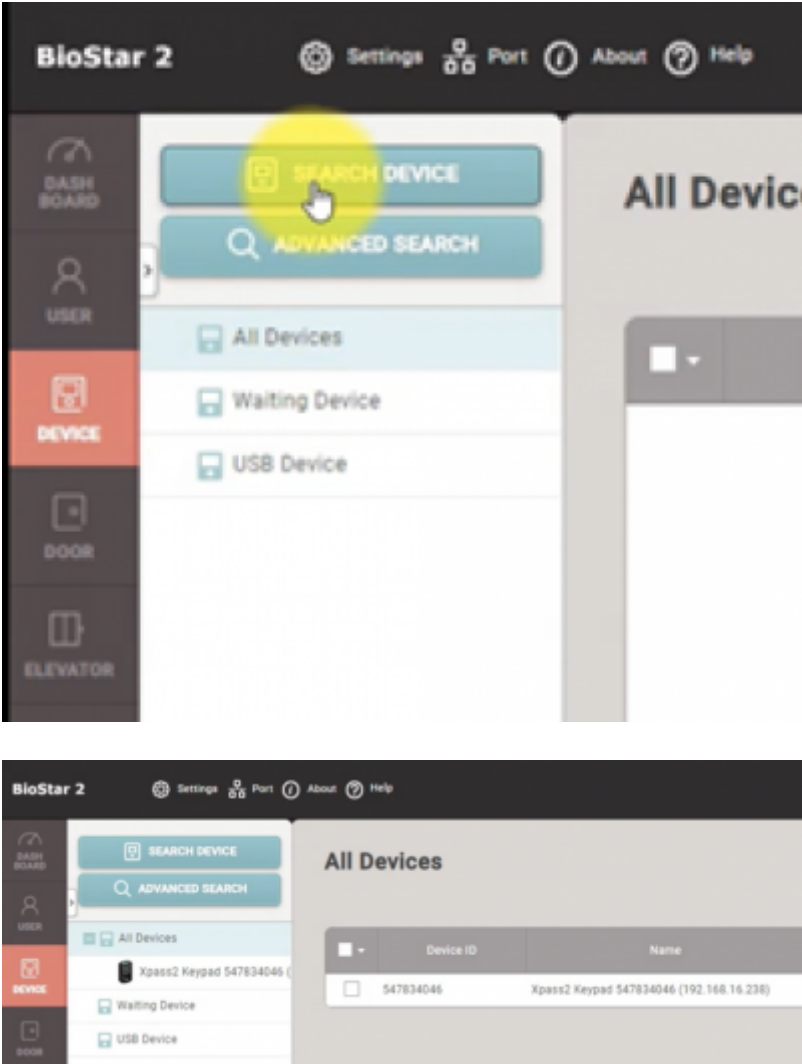 BioStar 2 Settings Port About Help
DASH
BOARD
SEARCH DEVICE
All Devic
ADVANCED SEARCH
USER
All Devices
Waiting Device
DEVICE
USB Device
DOOR
ELEVATOR
BioStar 2 Settings Port About Help
DASH
BOARD
SEARCH DEVICE
All Devices
ADVANCED SEARCH
USER
All Devices
Device ID Name
Xpass2 Keypad 547834046 (
547834046 Xpass2 Keypad 547834046 (192.168.16.238)
DEVICE
Waiting Device
USB Device
DOOR